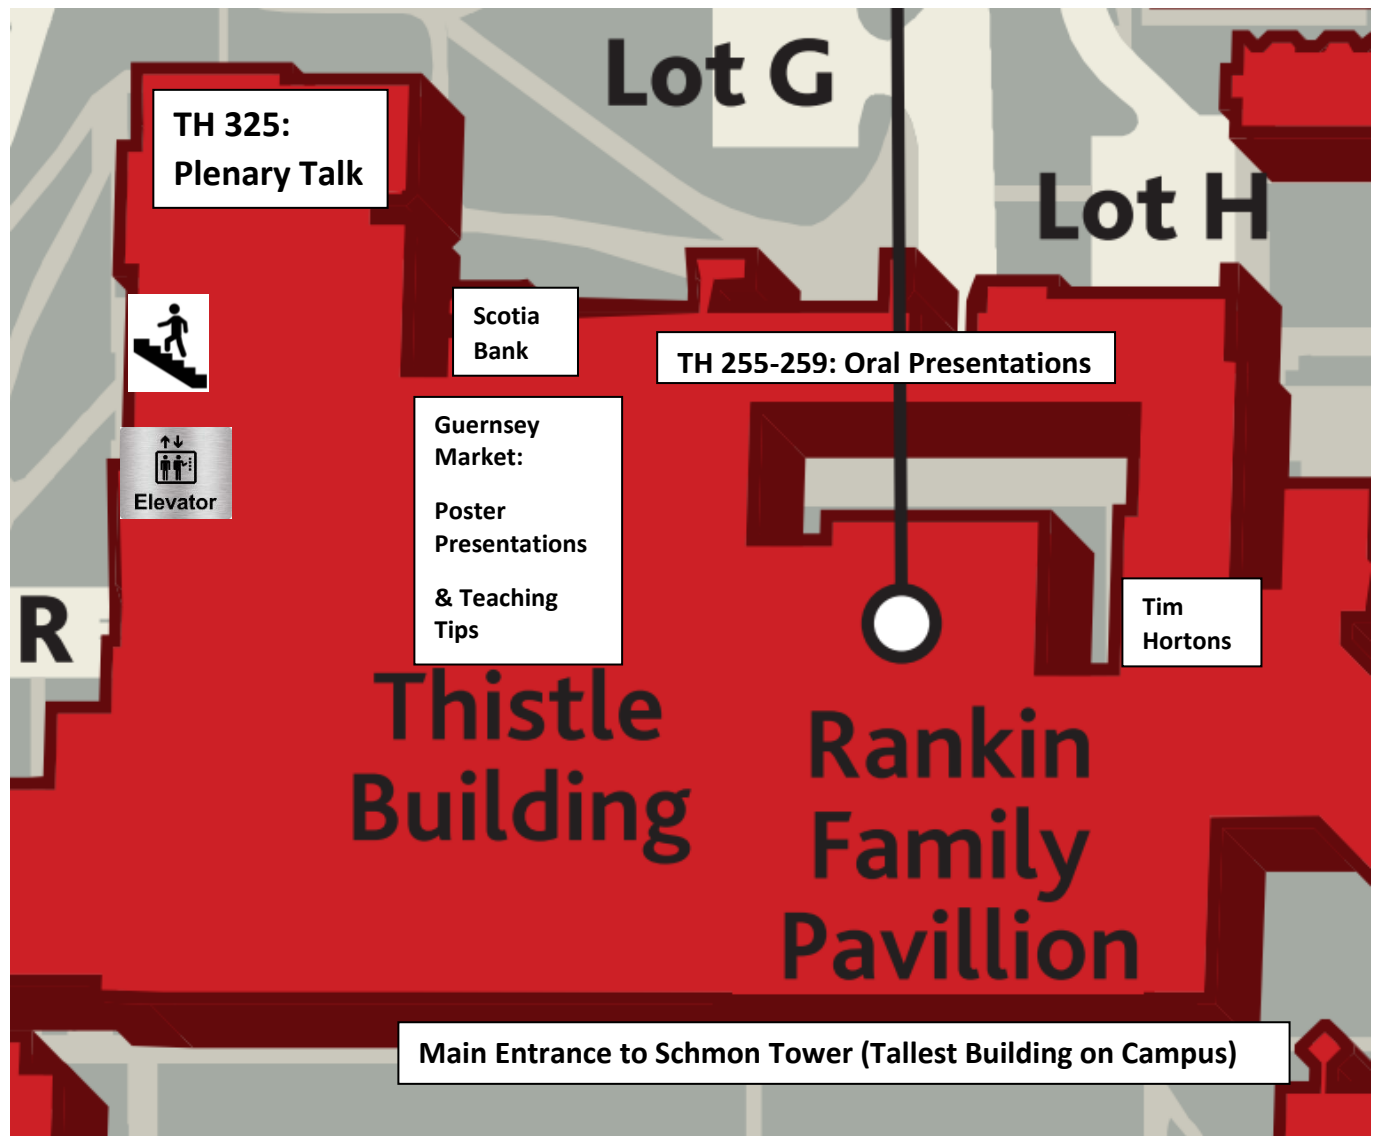 Lot G
TH 325:
Plenary Talk
Lot H
Scotia
Bank
TH 255-259: Oral Presentations
Guernsey
Market:
Poster
Presentations
& Teaching
Tips
Elevator
R
Tim
Hortons
Thistle
Building
Rankin
Family
Pavillion
Main Entrance to Schmon Tower (Tallest Building on Campus)